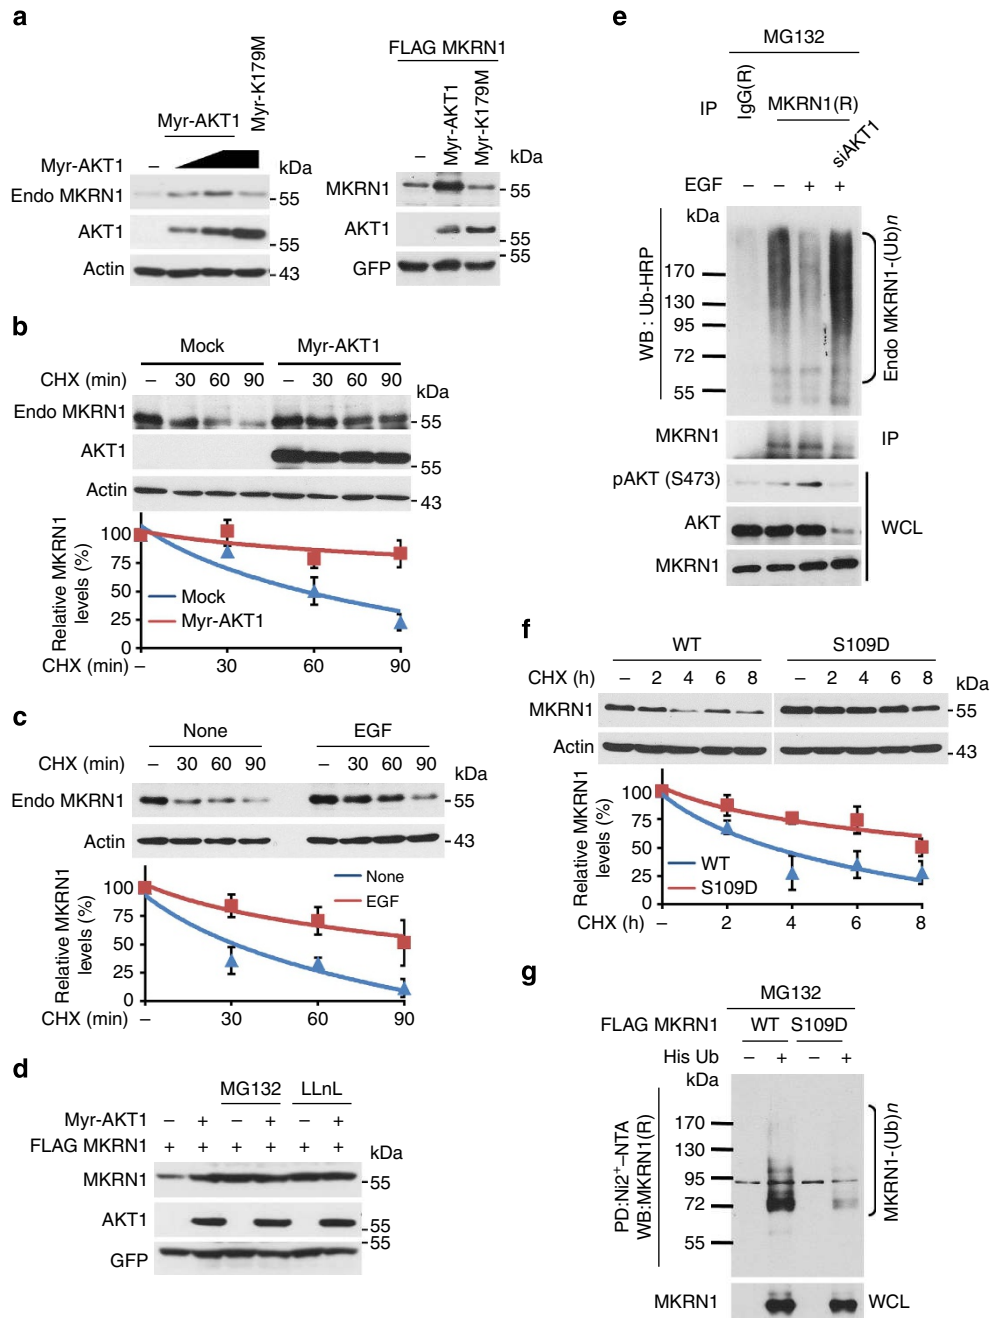 a
Myr-AKT1
Myr-K179M
Myr-AKT1
–
kDa
Endo MKRN1
55
AKT1
55
Actin
43
FLAG MKRN1
– Myr-AKT1 Myr-K179M
kDa
MKRN1
55
AKT1
55
55
GFP
b
Mock Myr-AKT1
CHX (min) – 30 60 90 – 30 60 90
kDa
Endo MKRN1
55
AKT1
55
Actin
43
Relative MKRN1 levels (%)
100
75
50
25
0
Mock
Myr-AKT1
CHX (min) – 30 60 90
c
None EGF
CHX (min) – 30 60 90 – 30 60 90
kDa
Endo MKRN1
55
Actin
43
Relative MKRN1 levels (%)
100
75
50
25
0
None
EGF
CHX (min) – 30 60 90
d
MG132 LLnL
Myr-AKT1 – + – + – +
FLAG MKRN1 + + + + + +
kDa
MKRN1
55
AKT1
55
55
GFP
e
MG132
IP IgG(R) MKRN1(R)
siAKT1
EGF – – + +
kDa
WB : Ub-HRP
170
130
95
72
55
Endo MKRN1-(Ub)n
MKRN1 IP
pAKT (S473)
AKT WCL
MKRN1
f
WT S109D
CHX (h) – 2 4 6 8 – 2 4 6 8
kDa
MKRN1
55
Actin
43
Relative MKRN1 levels (%)
100
75
50
25
0
WT
S109D
CHX (h) – 2 4 6 8
g
MG132
FLAG MKRN1 WT S109D
His Ub – + – +
kDa
PD:Ni2+–NTA
WB:MKRN1(R)
170
130
95
72
55
MKRN1-(Ub)n
MKRN1 WCL